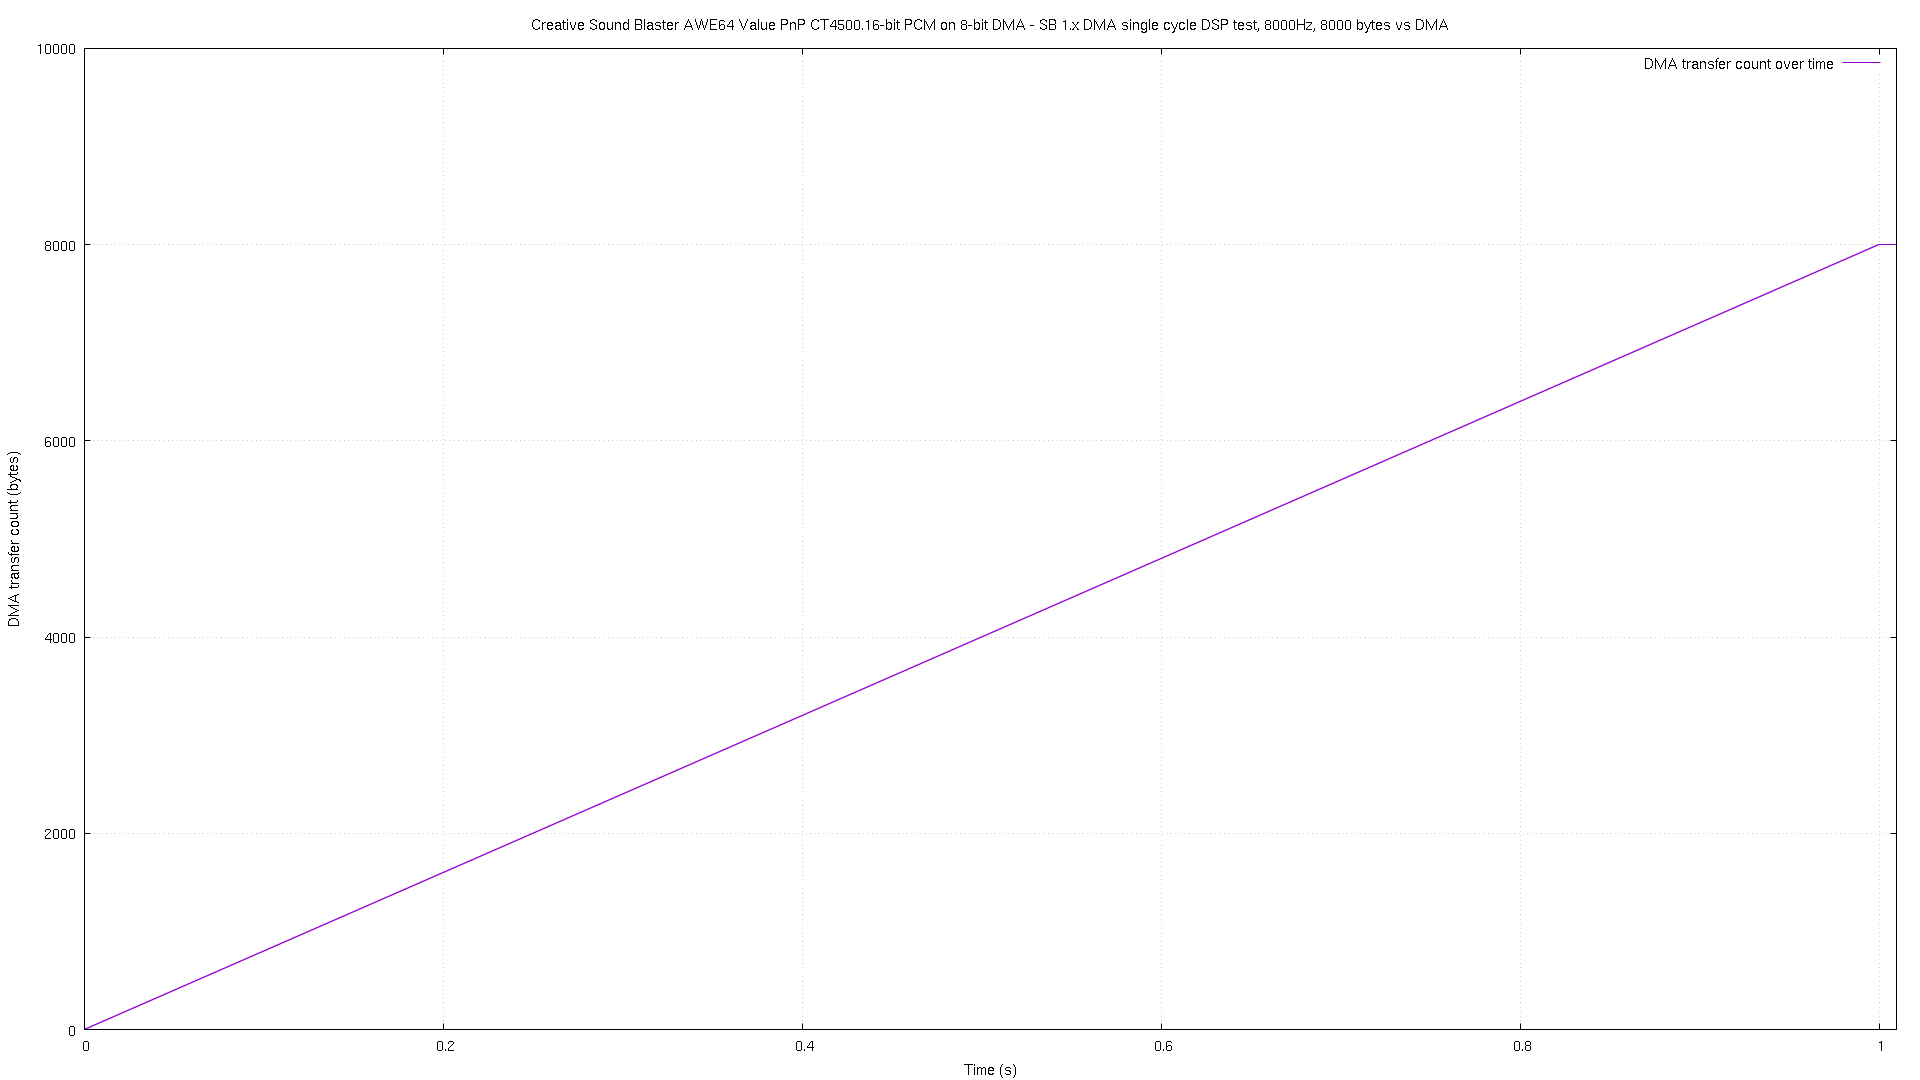 Creative Sound Blaster AWE64 Value PnP CT4500.16-bit PCM on 8-bit DMA - SB 1.x DMA single cycle DSP test, 8000Hz, 8000 bytes vs DMA
DMA transfer count over time
10000
8000
6000
4000
2000
0
DMA transfer count (bytes)
0 0.2 0.4 0.6 0.8 1
Time (s)